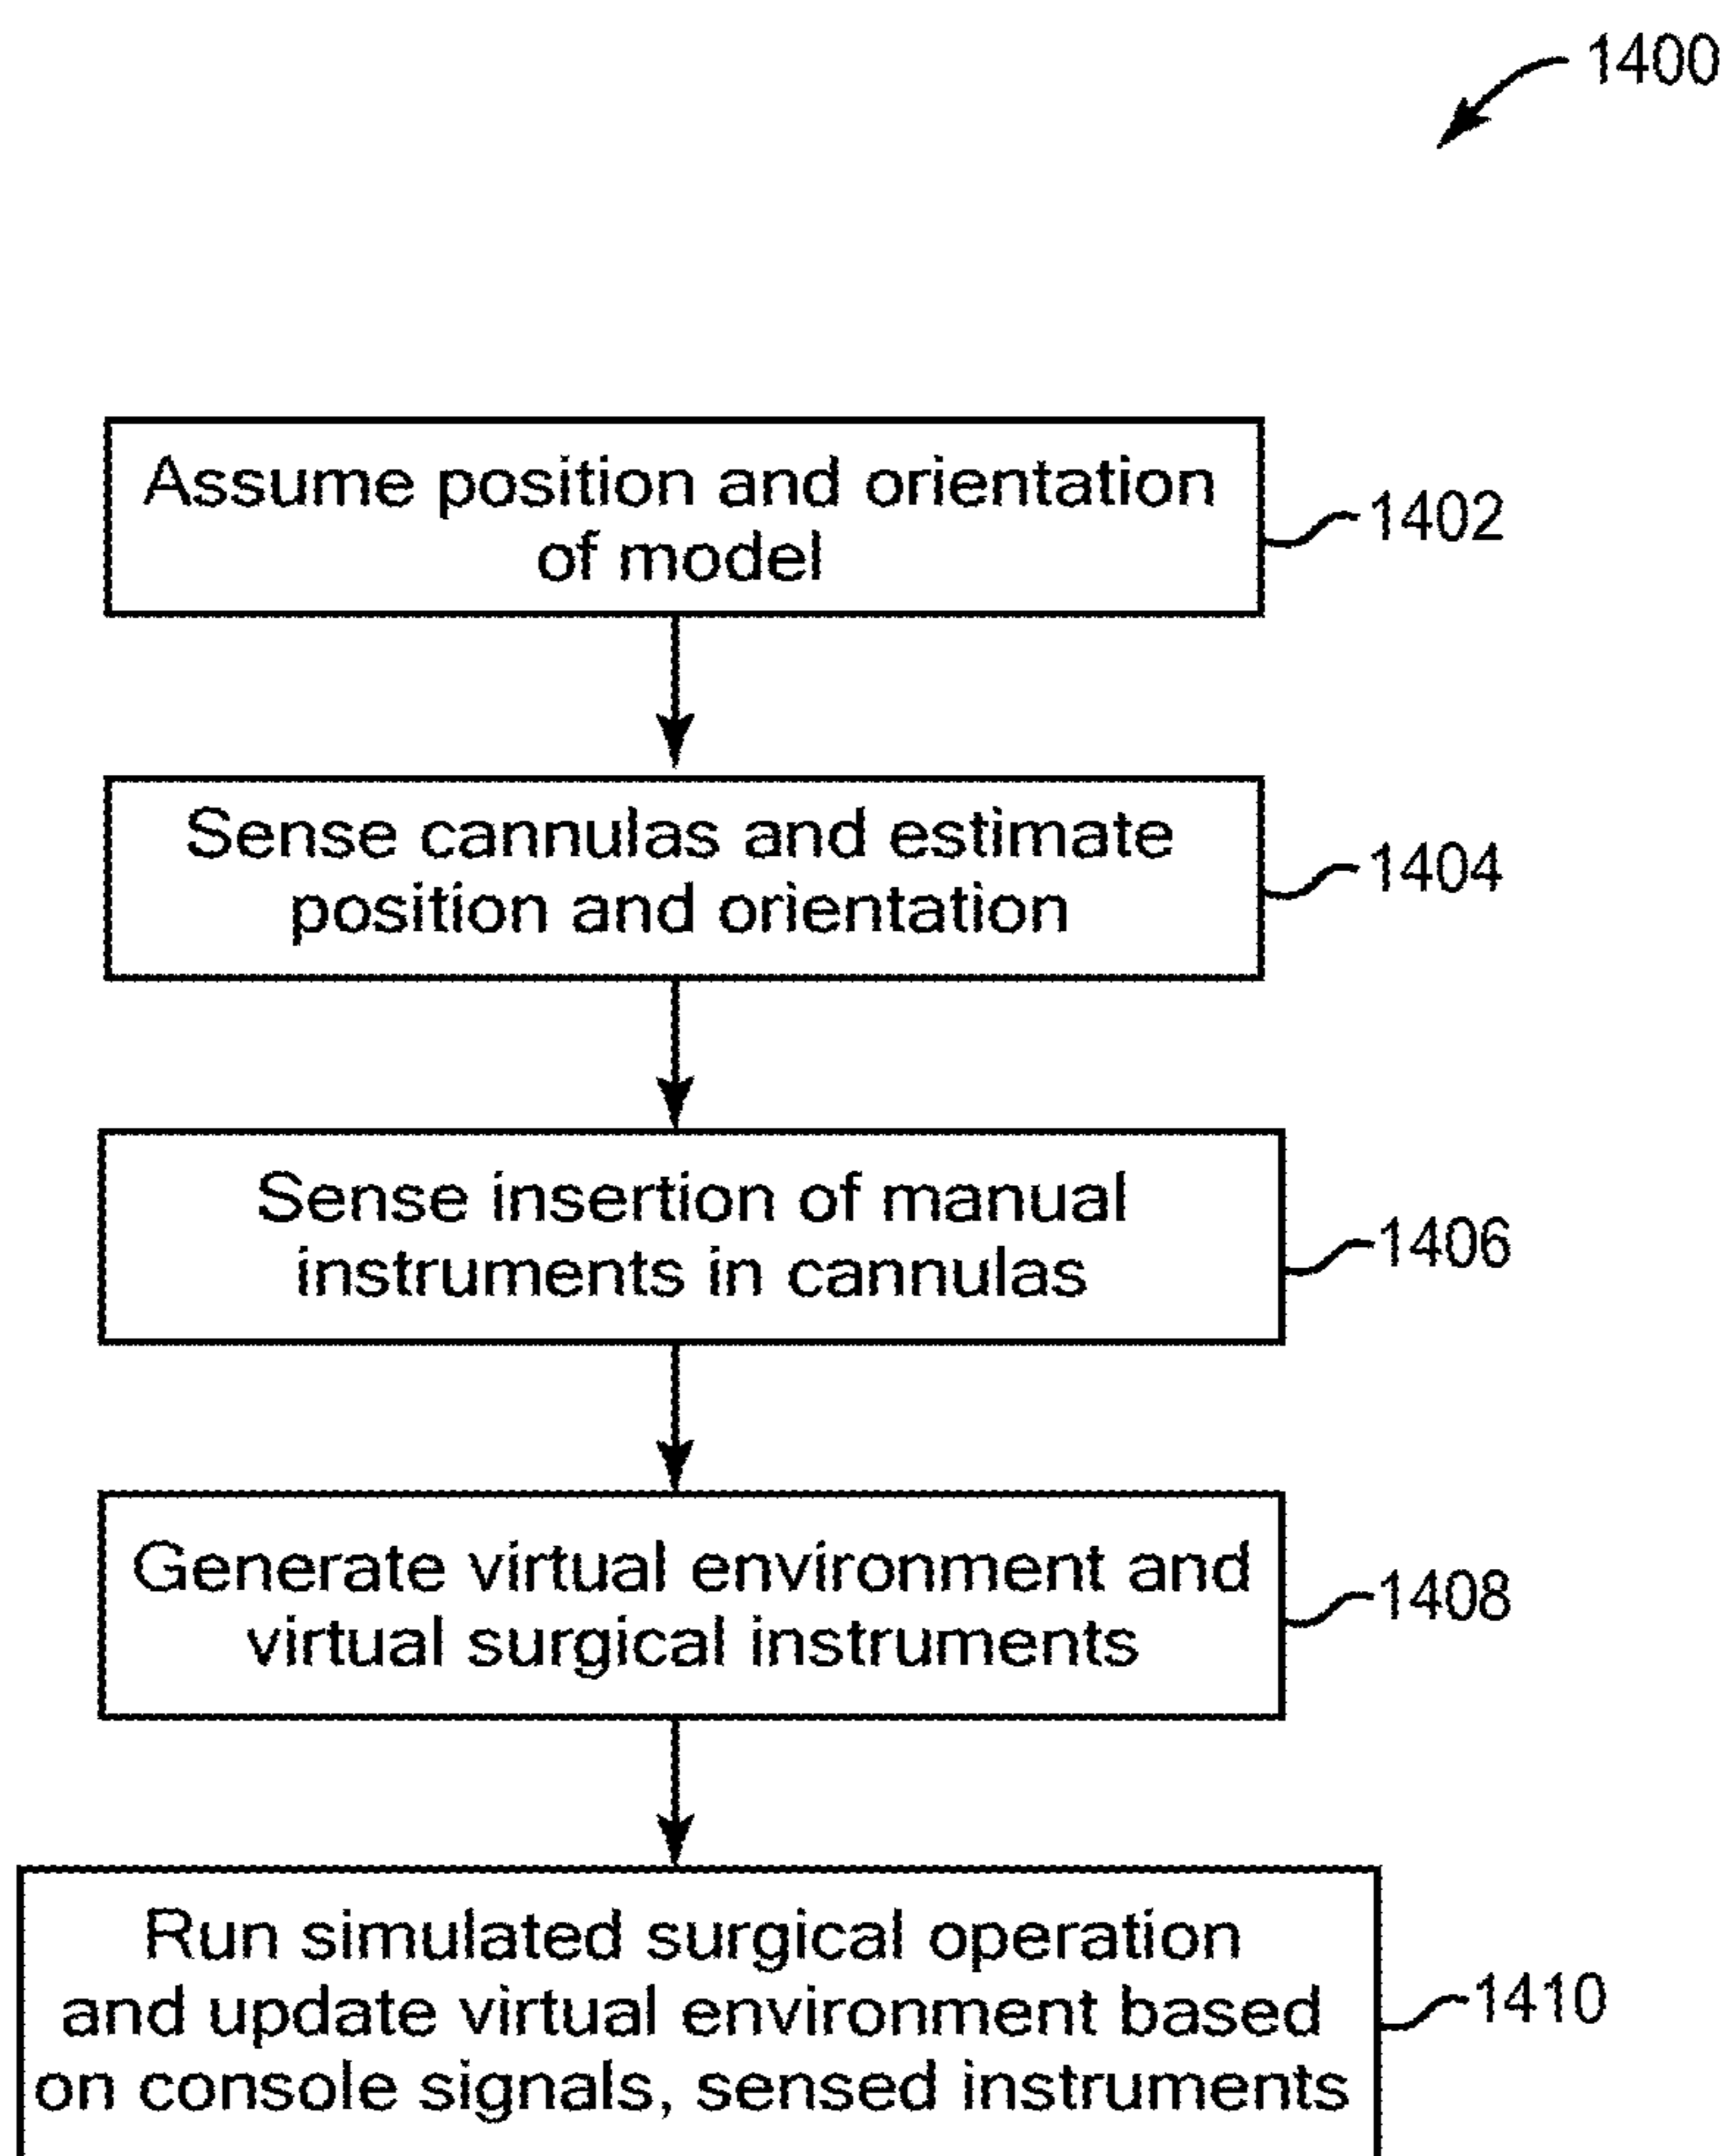 1400
Assume position and orientation
of model
1402
Sense cannulas and estimate
position and orientation
1404
Sense insertion of manual
instruments in cannulas
1406
Generate virtual environment and
virtual surgical instruments
1408
Run simulated surgical operation
and update virtual environment based
on console signals, sensed instruments
1410